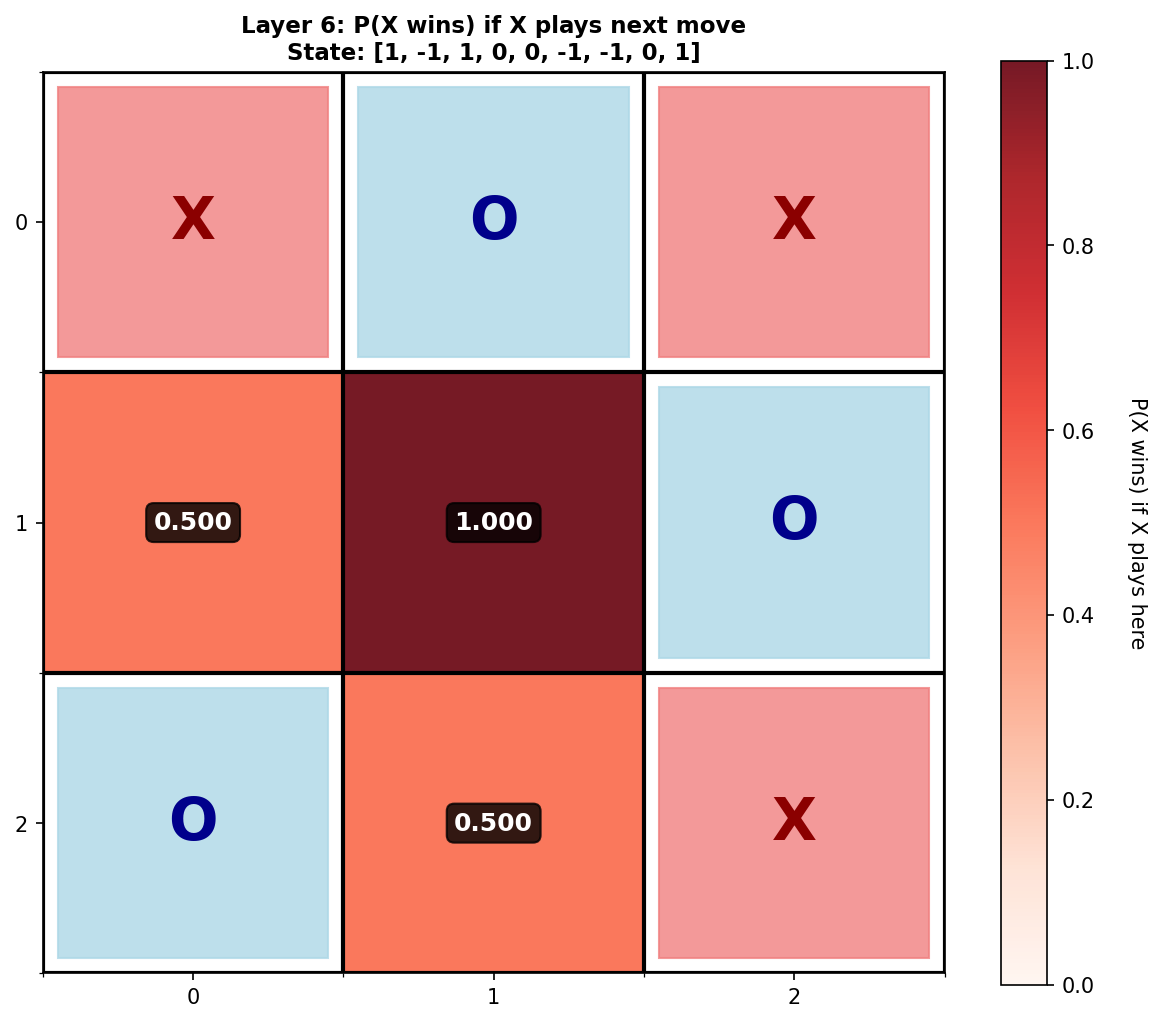 Layer 6: P(X wins) if X plays next move
State: [1, -1, 1, 0, 0, -1, -1, 0, 1]
X O X
0.500 1.000 O
O 0.500 X
0
1
2
0 1 2
1.0
0.8
0.6
0.4
0.2
0.0
P(X wins) if X plays here